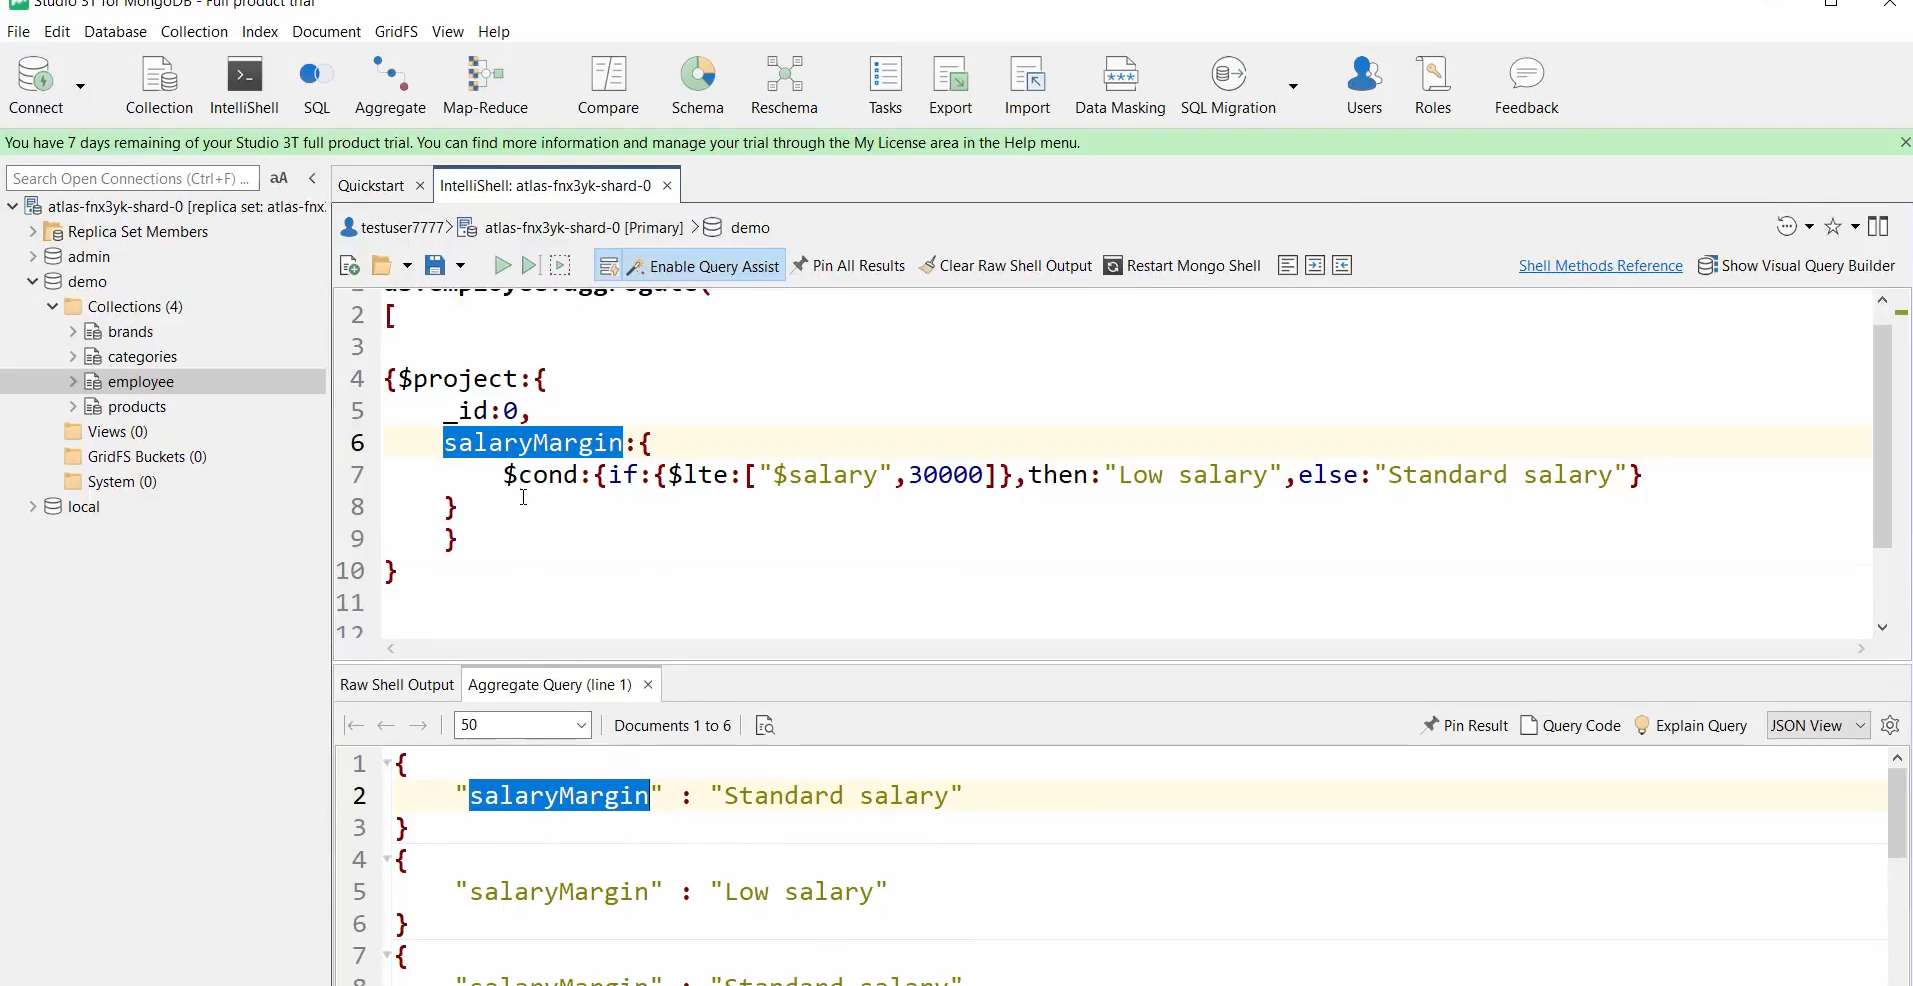 Studio 3T for MongoDB - Full product trial
File Edit Database Collection Index Document GridFS View Help
Connect Collection IntelliShell SQL Aggregate Map-Reduce Compare Schema Reschema Tasks Export Import Data Masking SQL Migration Users Roles Feedback
You have 7 days remaining of your Studio 3T full product trial. You can find more information and manage your trial through the My License area in the Help menu.
Search Open Connections (Ctrl+F) ... aA
Quickstart IntelliShell: atlas-fnx3yk-shard-0
atlas-fnx3yk-shard-0 [replica set: atlas-fnx
Replica Set Members
admin
demo
Collections (4)
brands
categories
employee
products
Views (0)
GridFS Buckets (0)
System (0)
local
testuser7777 atlas-fnx3yk-shard-0 [Primary] demo
Enable Query Assist Pin All Results Clear Raw Shell Output Restart Mongo Shell Shell Methods Reference Show Visual Query Builder
1 db.employee.aggregate(
2 [
3
4 {$project:{
5 _id:0,
6 salaryMargin:{
7 $cond:{if:{$lte:["$salary",30000]},then:"Low salary",else:"Standard salary"}
8 }
9 }
10 }
11
12
Raw Shell Output Aggregate Query (line 1)
50 Documents 1 to 6 Pin Result Query Code Explain Query JSON View
1 {
2 "salaryMargin" : "Standard salary"
3 }
4 {
5 "salaryMargin" : "Low salary"
6 }
7 {
8 "salaryMargin" : "Standard salary"